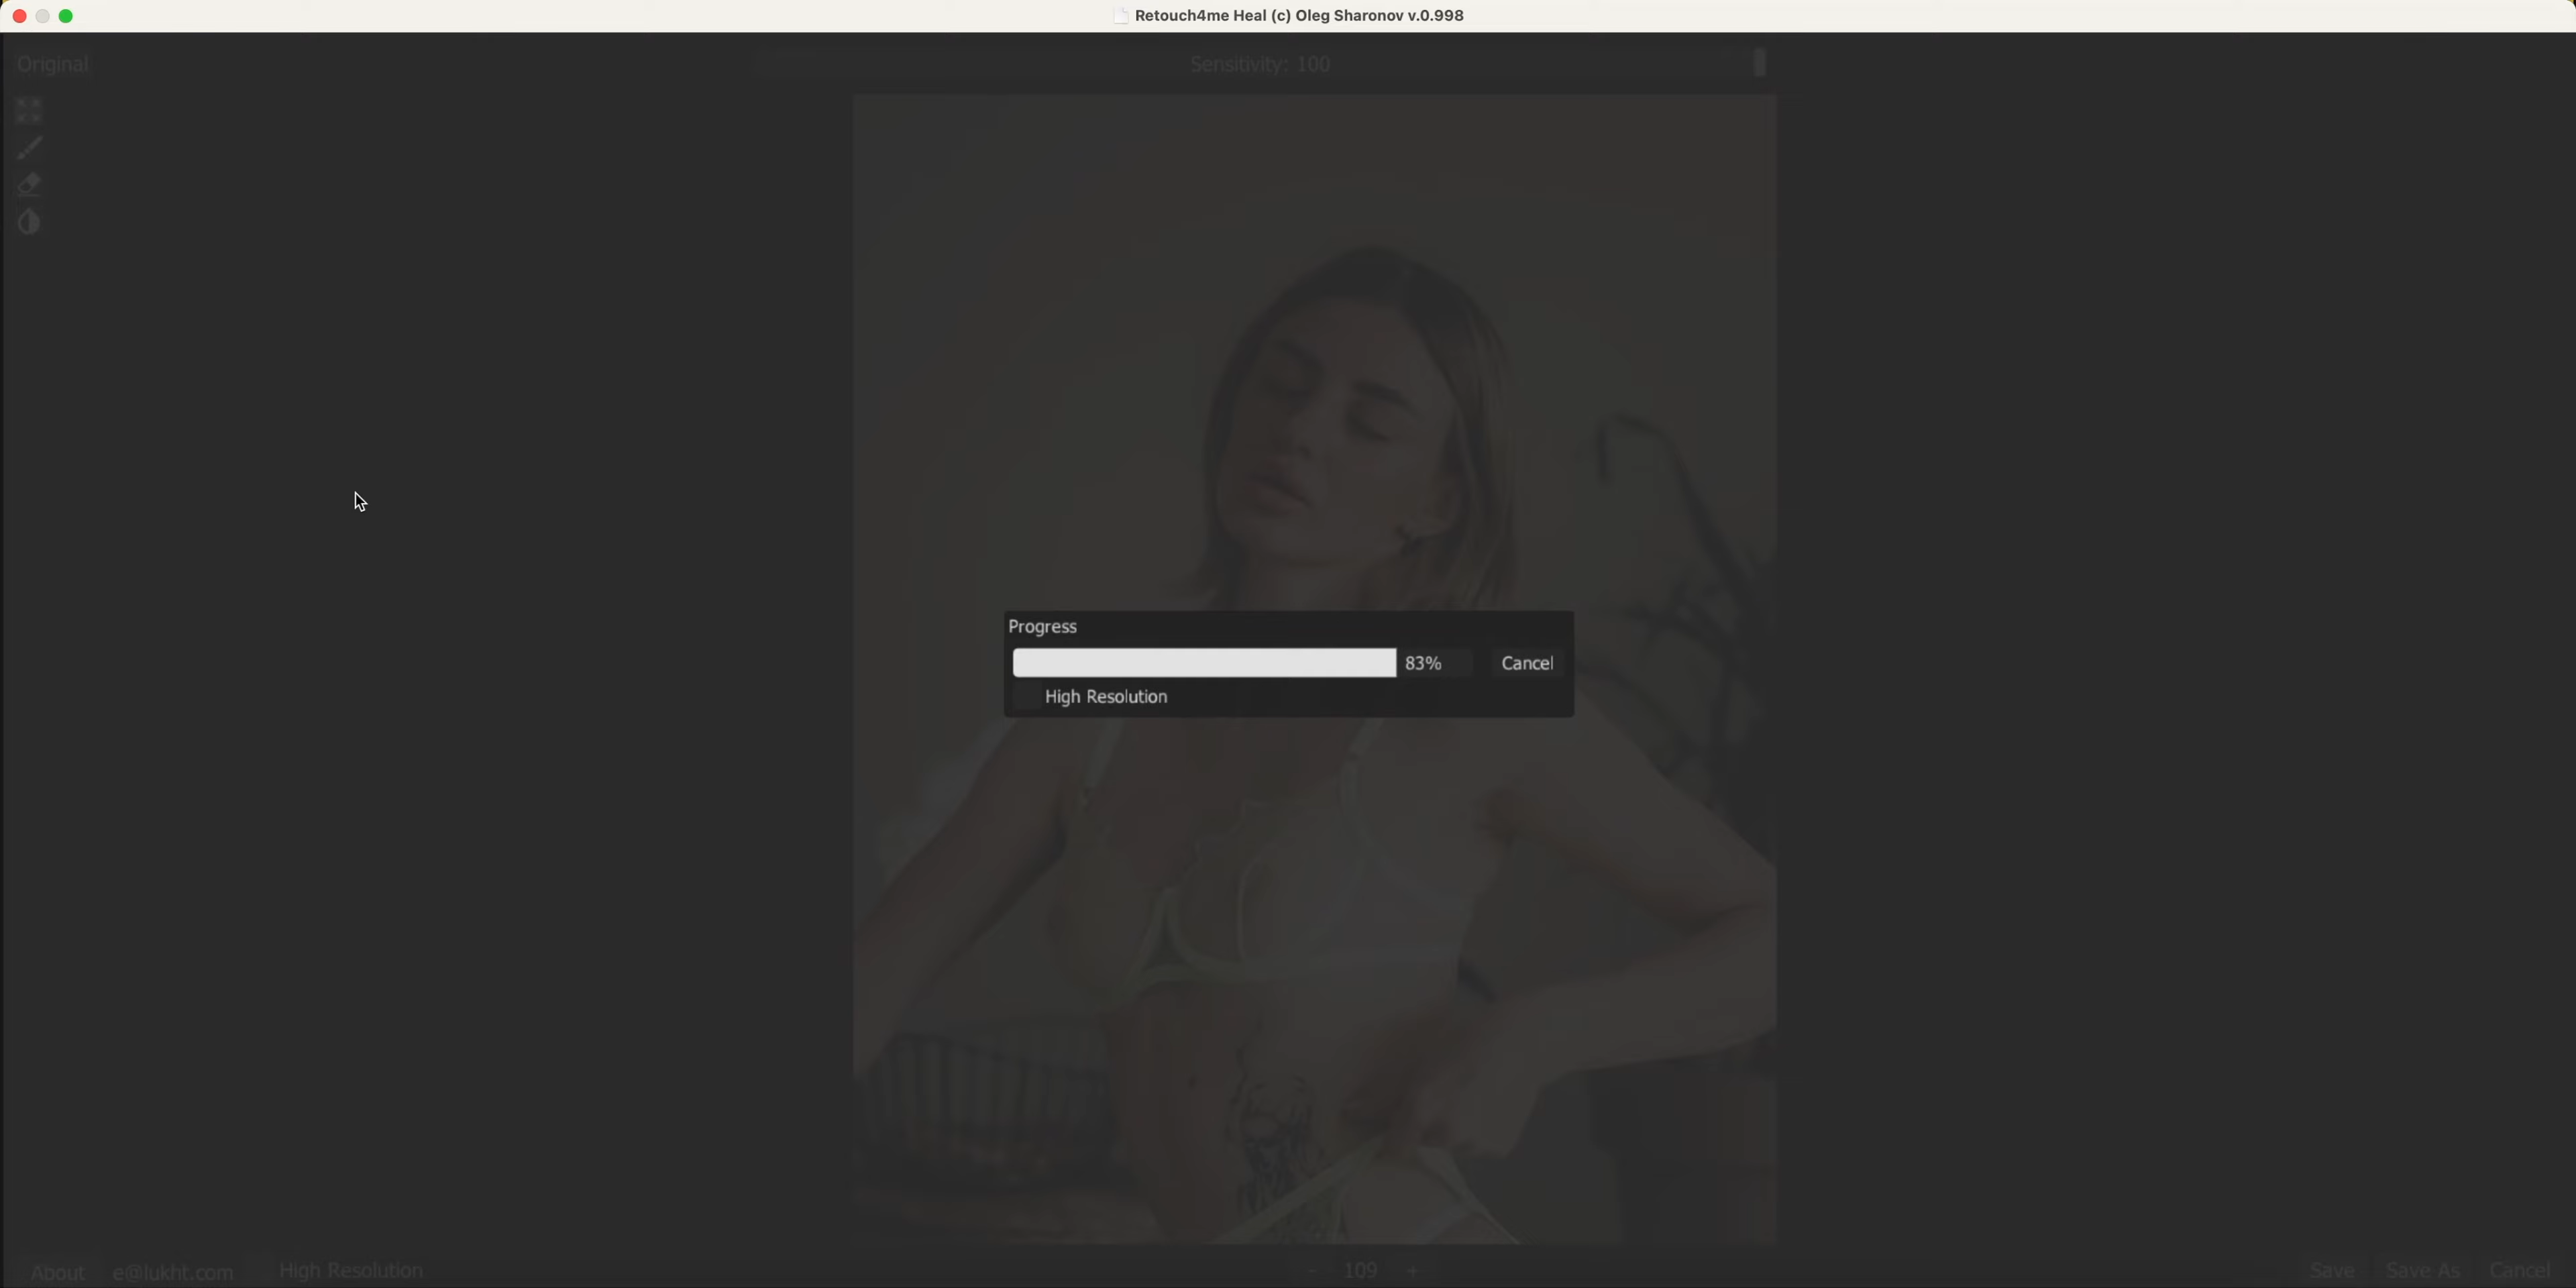 Retouch4me Heal (c) Oleg Sharonov v.0.998
Original
Sensitivity: 100
Progress
83%
Cancel
High Resolution
About
e@lukht.com
High Resolution
- 109 +
Save
Save As
Cancel